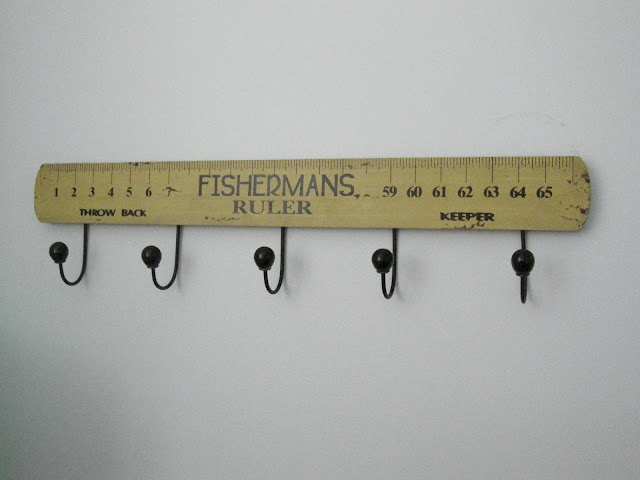 1 2 3 4 5 6 7 FISHERMANS 59 60 61 62 63 64 65
THROW BACK RULER KEEPER